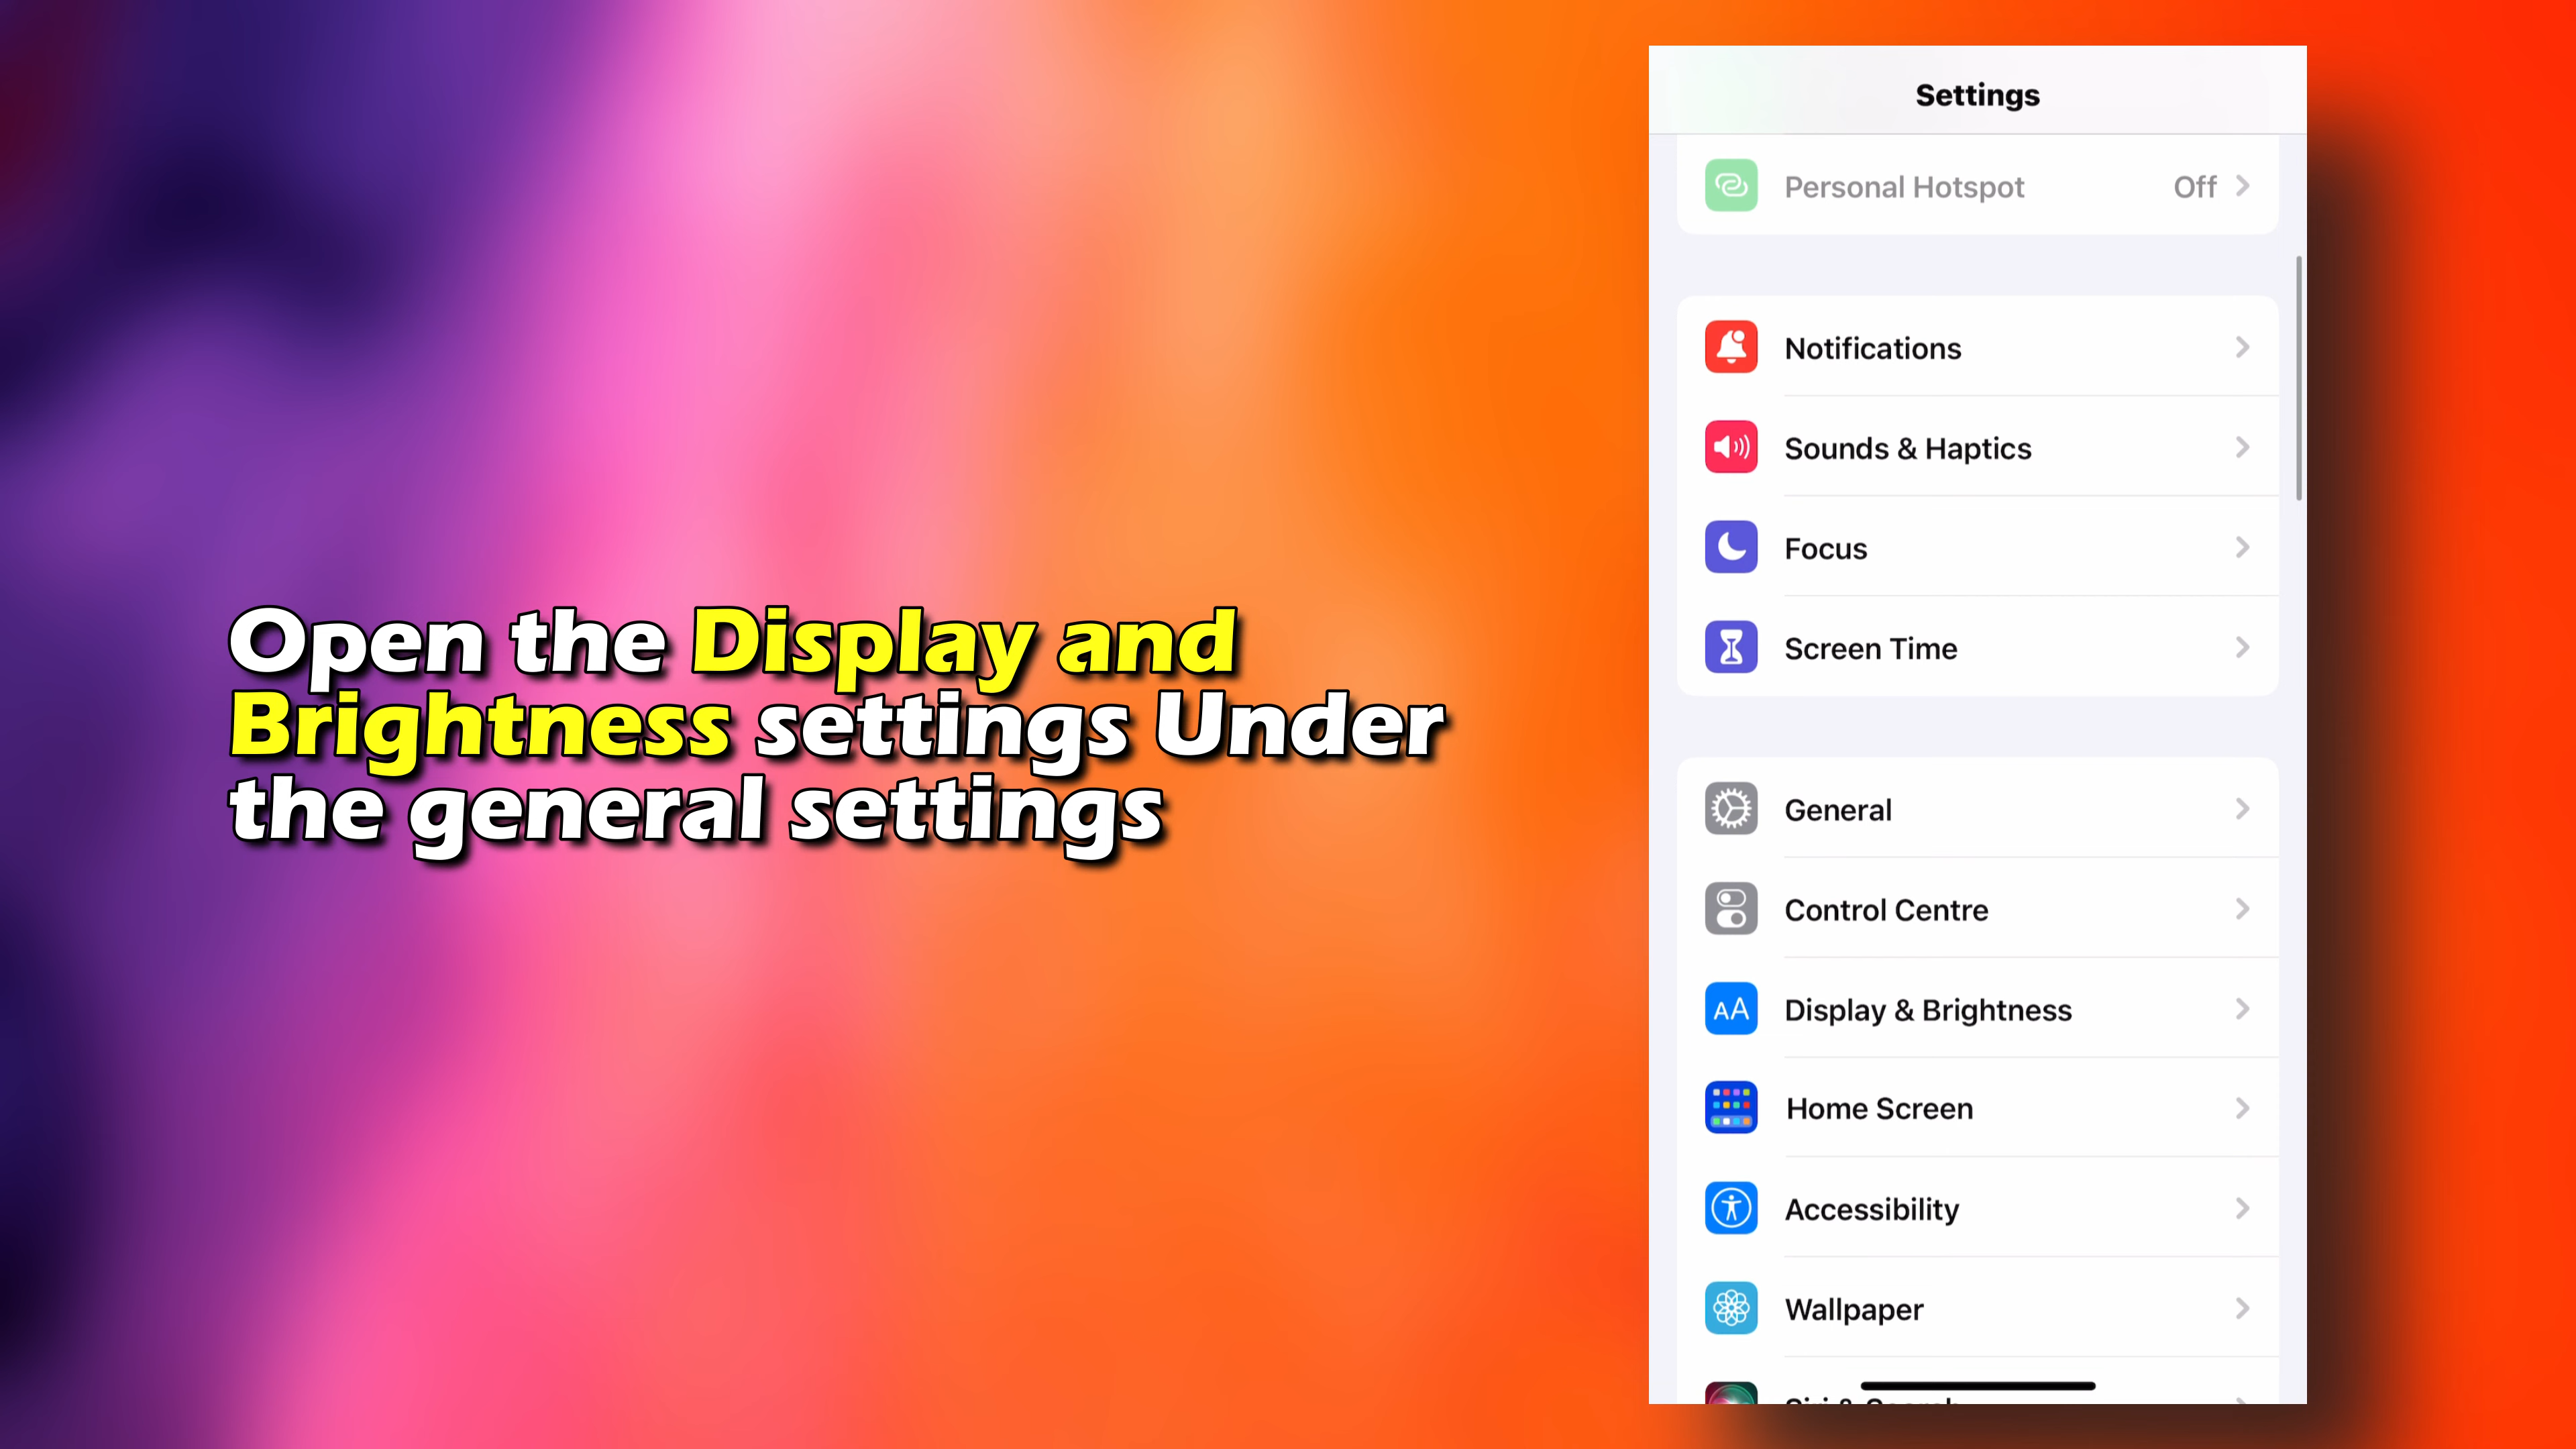 Open the Display and
Brightness settings Under
the general settings
Settings
Personal Hotspot Off
Notifications
Sounds & Haptics
Focus
Screen Time
General
Control Centre
AA Display & Brightness
Home Screen
Accessibility
Wallpaper